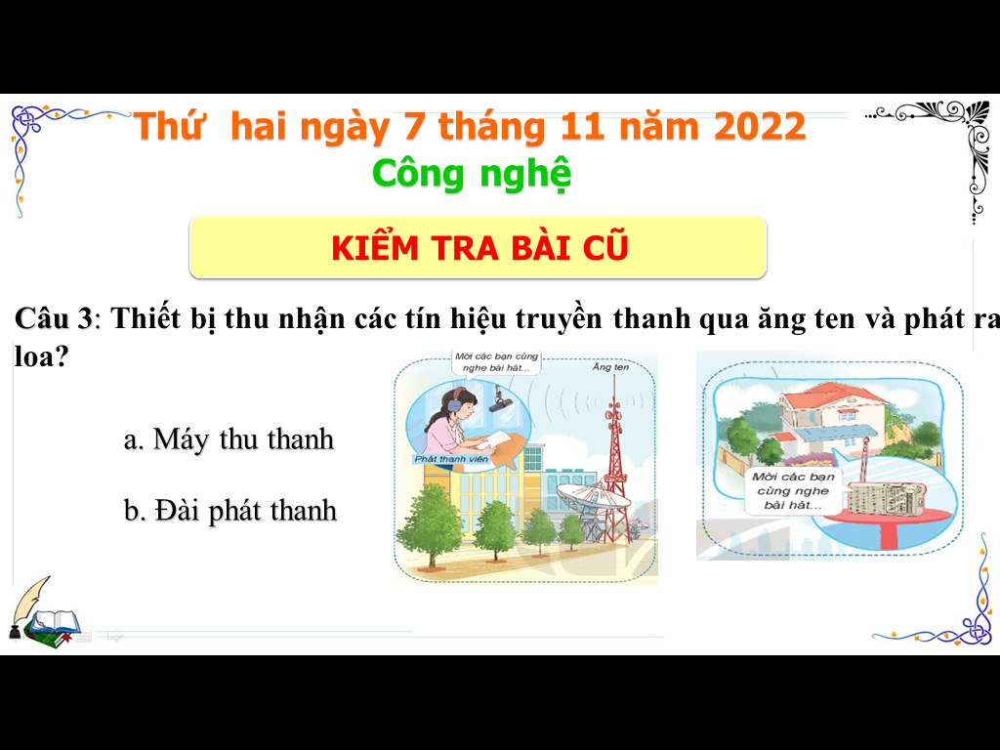 Thứ hai ngày 7 tháng 11 năm 2022
Công nghệ
KIỂM TRA BÀI CŨ
Câu 3: Thiết bị thu nhận các tín hiệu truyền thanh qua ăng ten và phát ra
loa?
Mời các bạn cùng
nghe bài hát...
Ăng ten
Phát thanh viên
Mời các bạn
cùng nghe
bài hát...
a. Máy thu thanh
b. Đài phát thanh